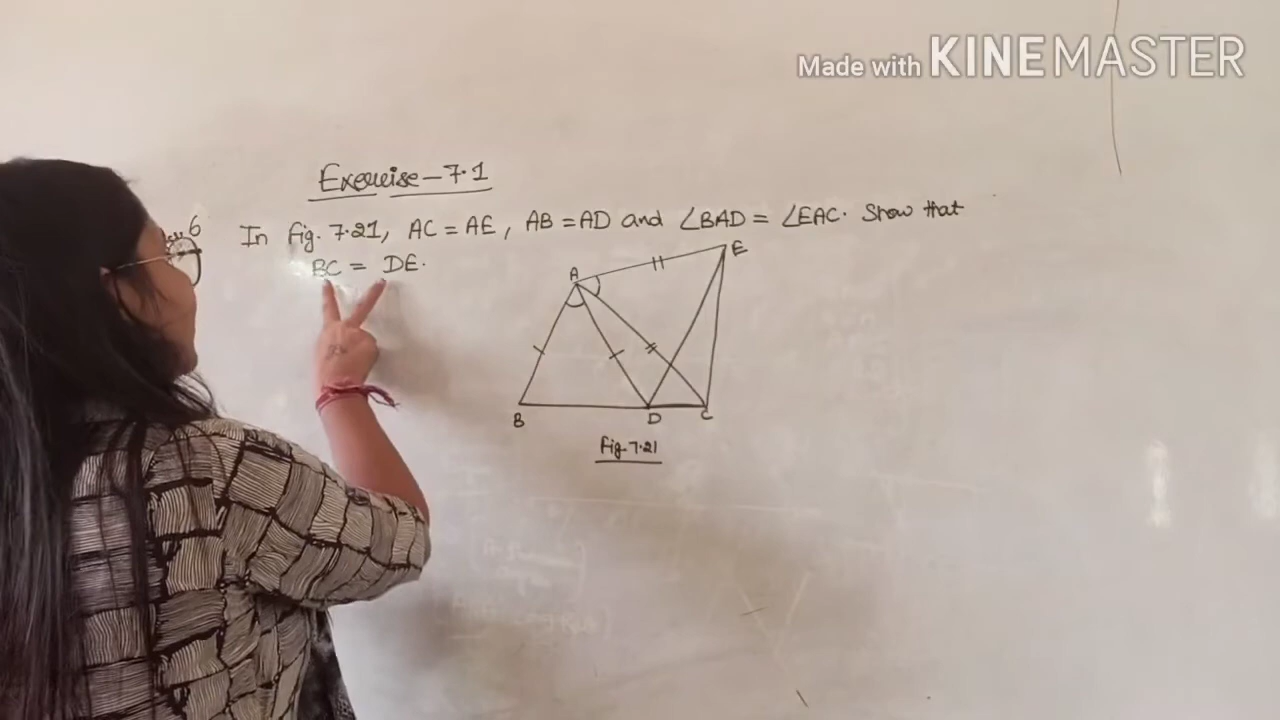 Made with KINEMASTER
Exercise-7.1
6 In fig. 7.21, AC = AE, AB = AD and ∠BAD = ∠EAC. Show that
BC = DE.
A
E
B
D
C
Fig. 7.21